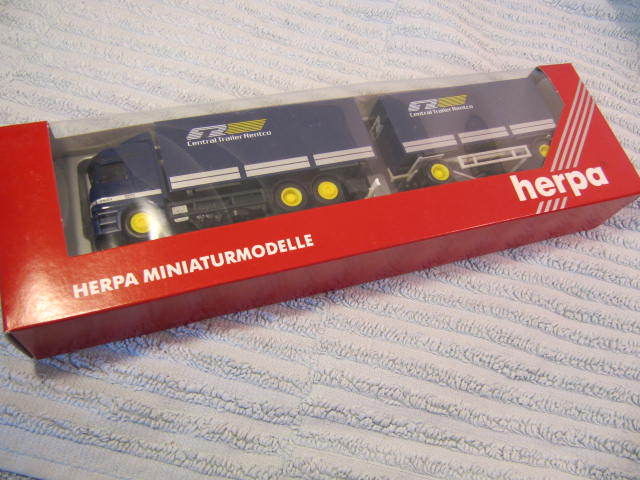 Central Trailer Rentco
Central Trailer Rentco
herpa
HERPA MINIATURMODELLE